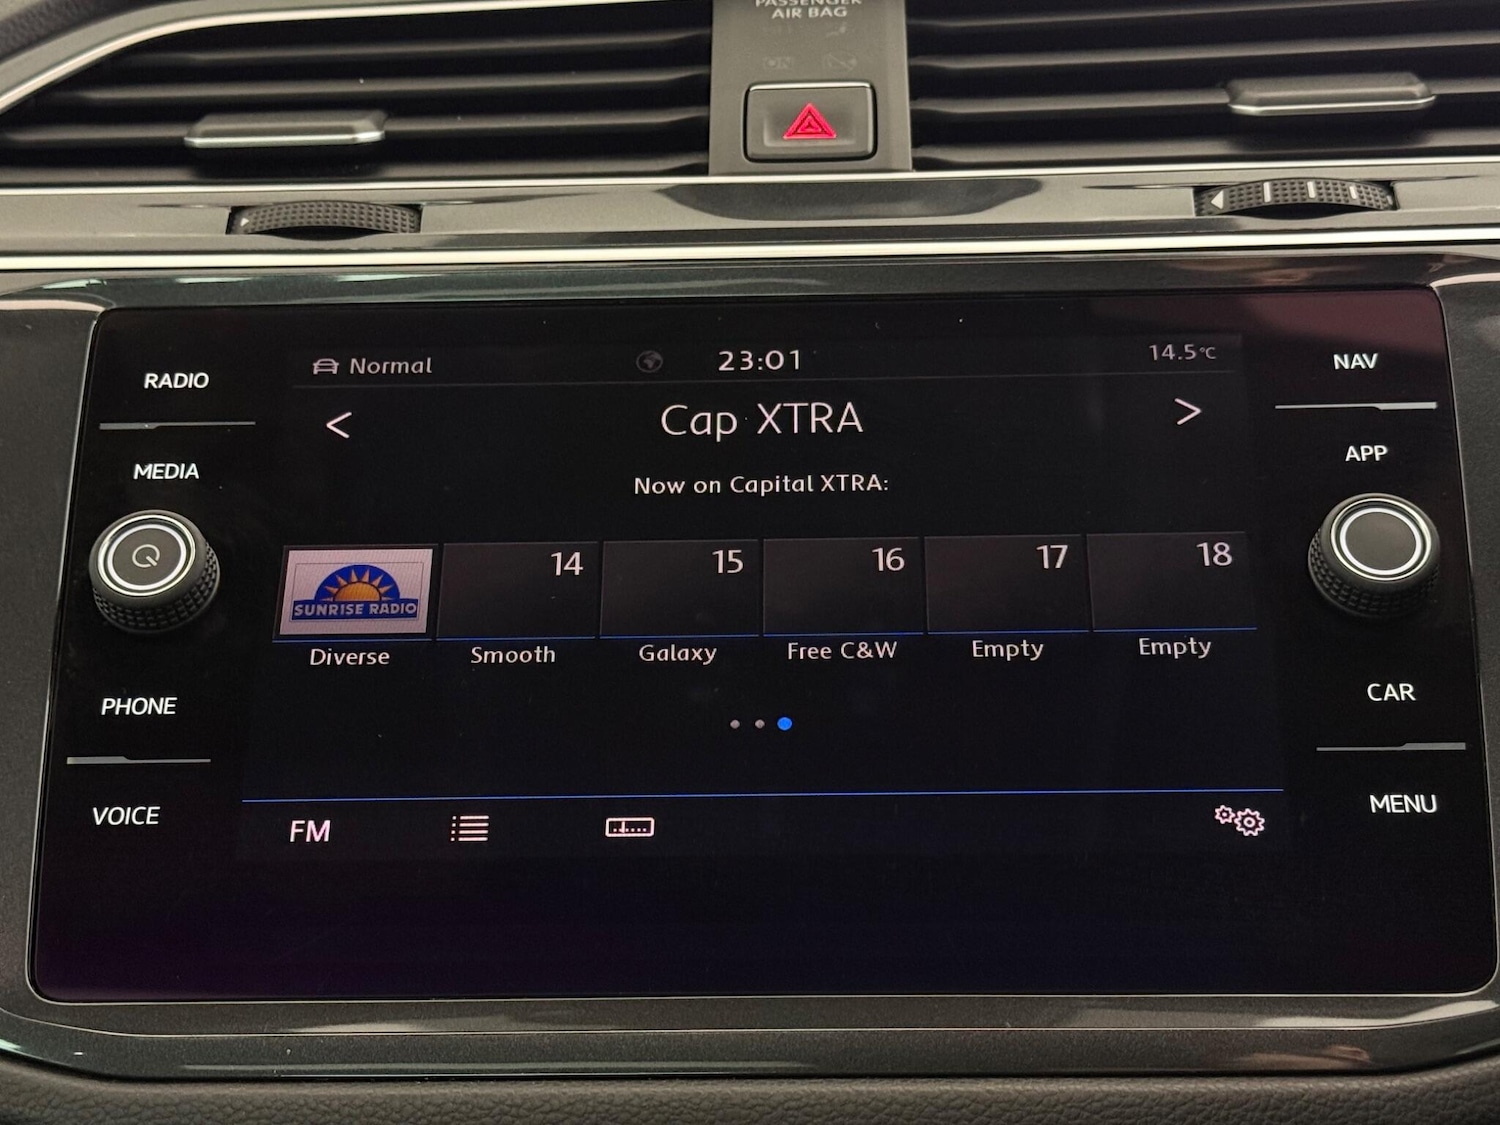 PASSENGER
AIR BAG
RADIO
MEDIA
PHONE
VOICE
Normal
23:01
14.5°C
< Cap XTRA >
Now on Capital XTRA:
SUNRISE RADIO
14
15
16
17
18
Diverse
Smooth
Galaxy
Free C&W
Empty
Empty
FM
NAV
APP
CAR
MENU